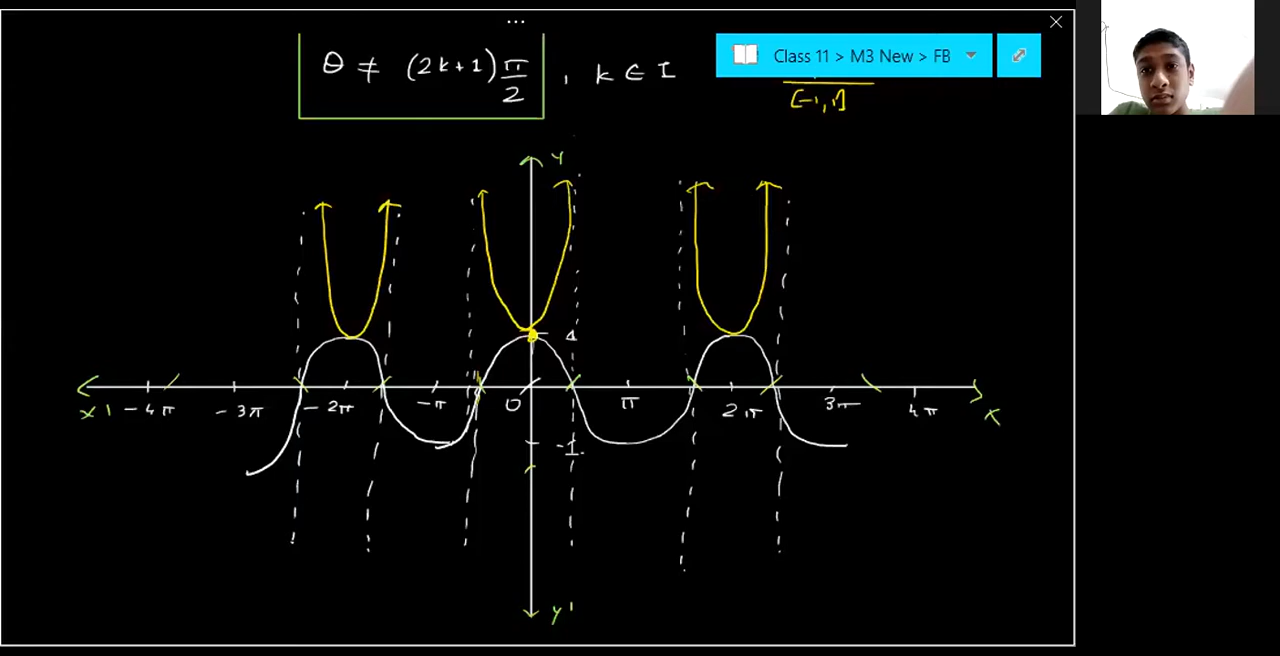 θ ≠ (2k+1) π/2 , k ∈ I
Class 11 > M3 New > FB
[-1, 1]
Y
1
X' -4π -3π -2π -π 0 π 2π 3π 4π X
-1
Y'